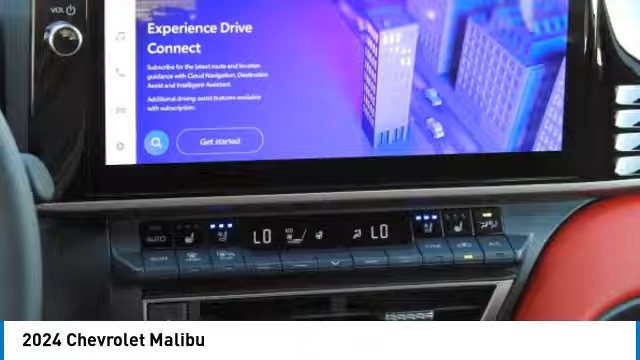 VOL
Experience Drive
Connect
Subscribe for the latest route and location
guidance with Cloud Navigation, Destination
Assist and Intelligent Assistant.
Additional driving assist features available
with subscription.
Get started
AUTO
LO
LO
2024 Chevrolet Malibu